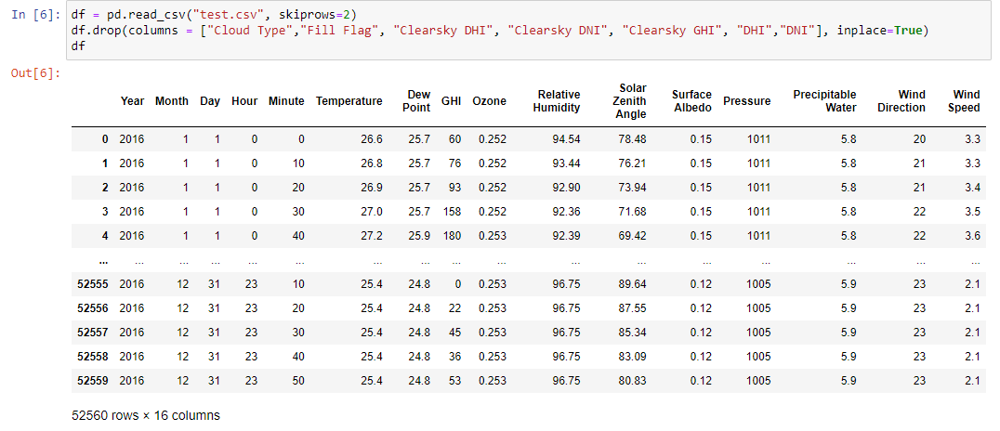 In [6]: df = pd.read_csv("test.csv", skiprows=2)
df.drop(columns = ["Cloud Type","Fill Flag", "Clearsky DHI", "Clearsky DNI", "Clearsky GHI", "DHI","DNI"], inplace=True)
df
Out[6]:
Year Month Day Hour Minute Temperature Dew Point GHI Ozone Relative Humidity Solar Zenith Angle Surface Albedo Pressure Precipitable Water Wind Direction Wind Speed
0 2016 1 1 0 0 26.6 25.7 60 0.252 94.54 78.48 0.15 1011 5.8 20 3.3
1 2016 1 1 0 10 26.8 25.7 76 0.252 93.44 76.21 0.15 1011 5.8 21 3.3
2 2016 1 1 0 20 26.9 25.7 93 0.252 92.90 73.94 0.15 1011 5.8 21 3.4
3 2016 1 1 0 30 27.0 25.7 158 0.252 92.36 71.68 0.15 1011 5.8 22 3.5
4 2016 1 1 0 40 27.2 25.9 180 0.253 92.39 69.42 0.15 1011 5.8 22 3.6
... ... ... ... ... ... ... ... ... ... ... ... ... ... ... ... ...
52555 2016 12 31 23 10 25.4 24.8 0 0.253 96.75 89.64 0.12 1005 5.9 23 2.1
52556 2016 12 31 23 20 25.4 24.8 22 0.253 96.75 87.55 0.12 1005 5.9 23 2.1
52557 2016 12 31 23 30 25.4 24.8 45 0.253 96.75 85.34 0.12 1005 5.9 23 2.1
52558 2016 12 31 23 40 25.4 24.8 36 0.253 96.75 83.09 0.12 1005 5.9 23 2.1
52559 2016 12 31 23 50 25.4 24.8 53 0.253 96.75 80.83 0.12 1005 5.9 23 2.1
52560 rows × 16 columns